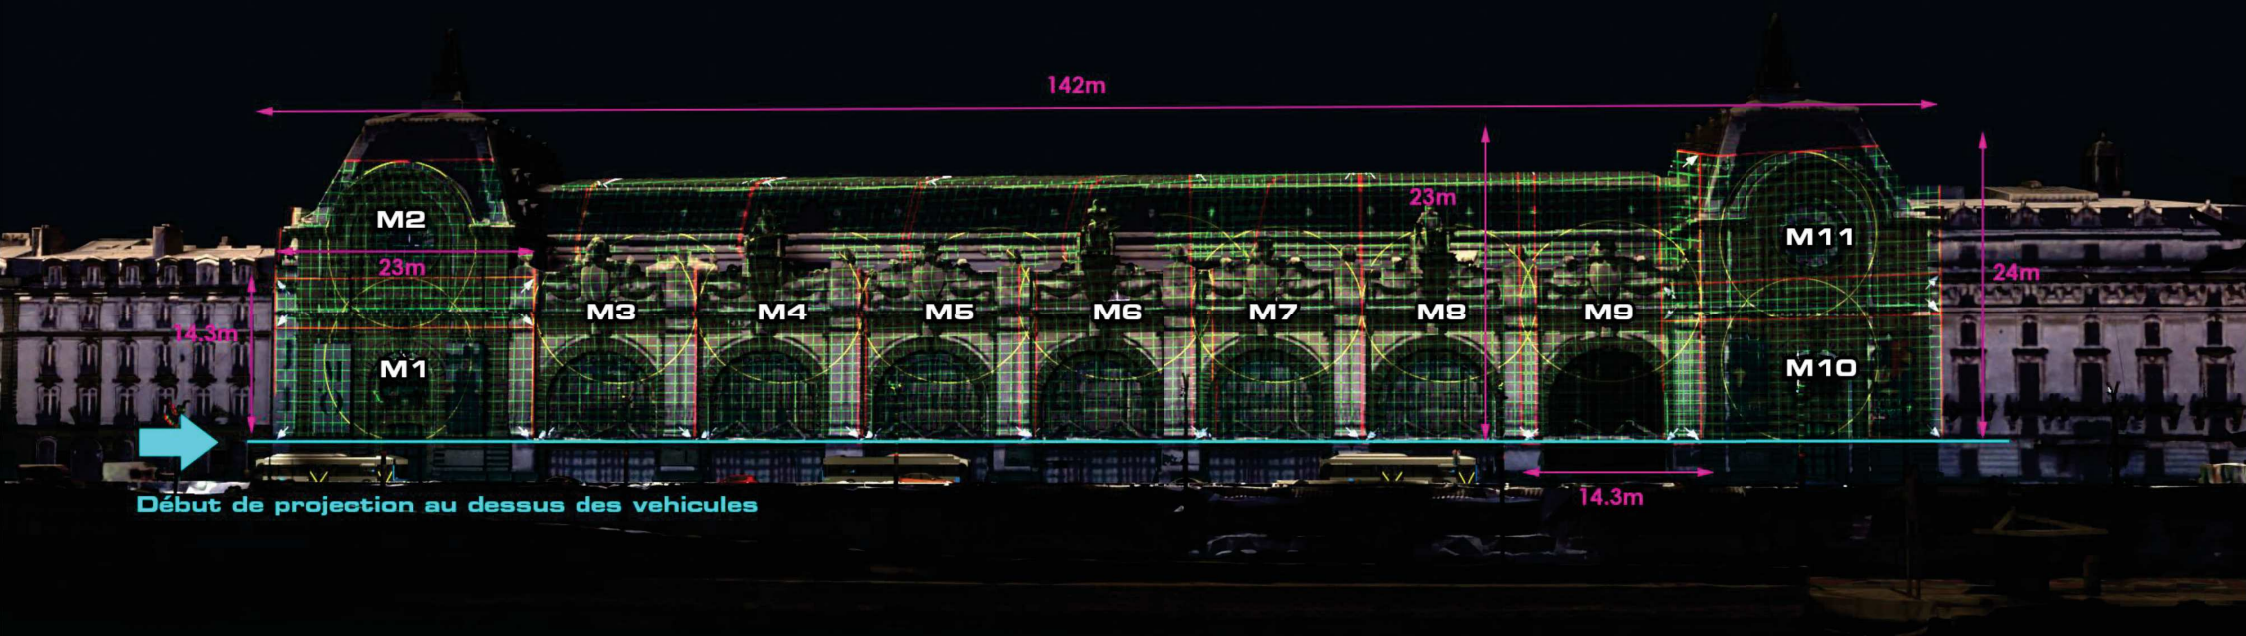 142m
M2
23m
23m
M11
24m
14.3m
M3
M4
M5
M6
M7
M8
M9
M1
M10
14.3m
Début de projection au dessus des vehicules